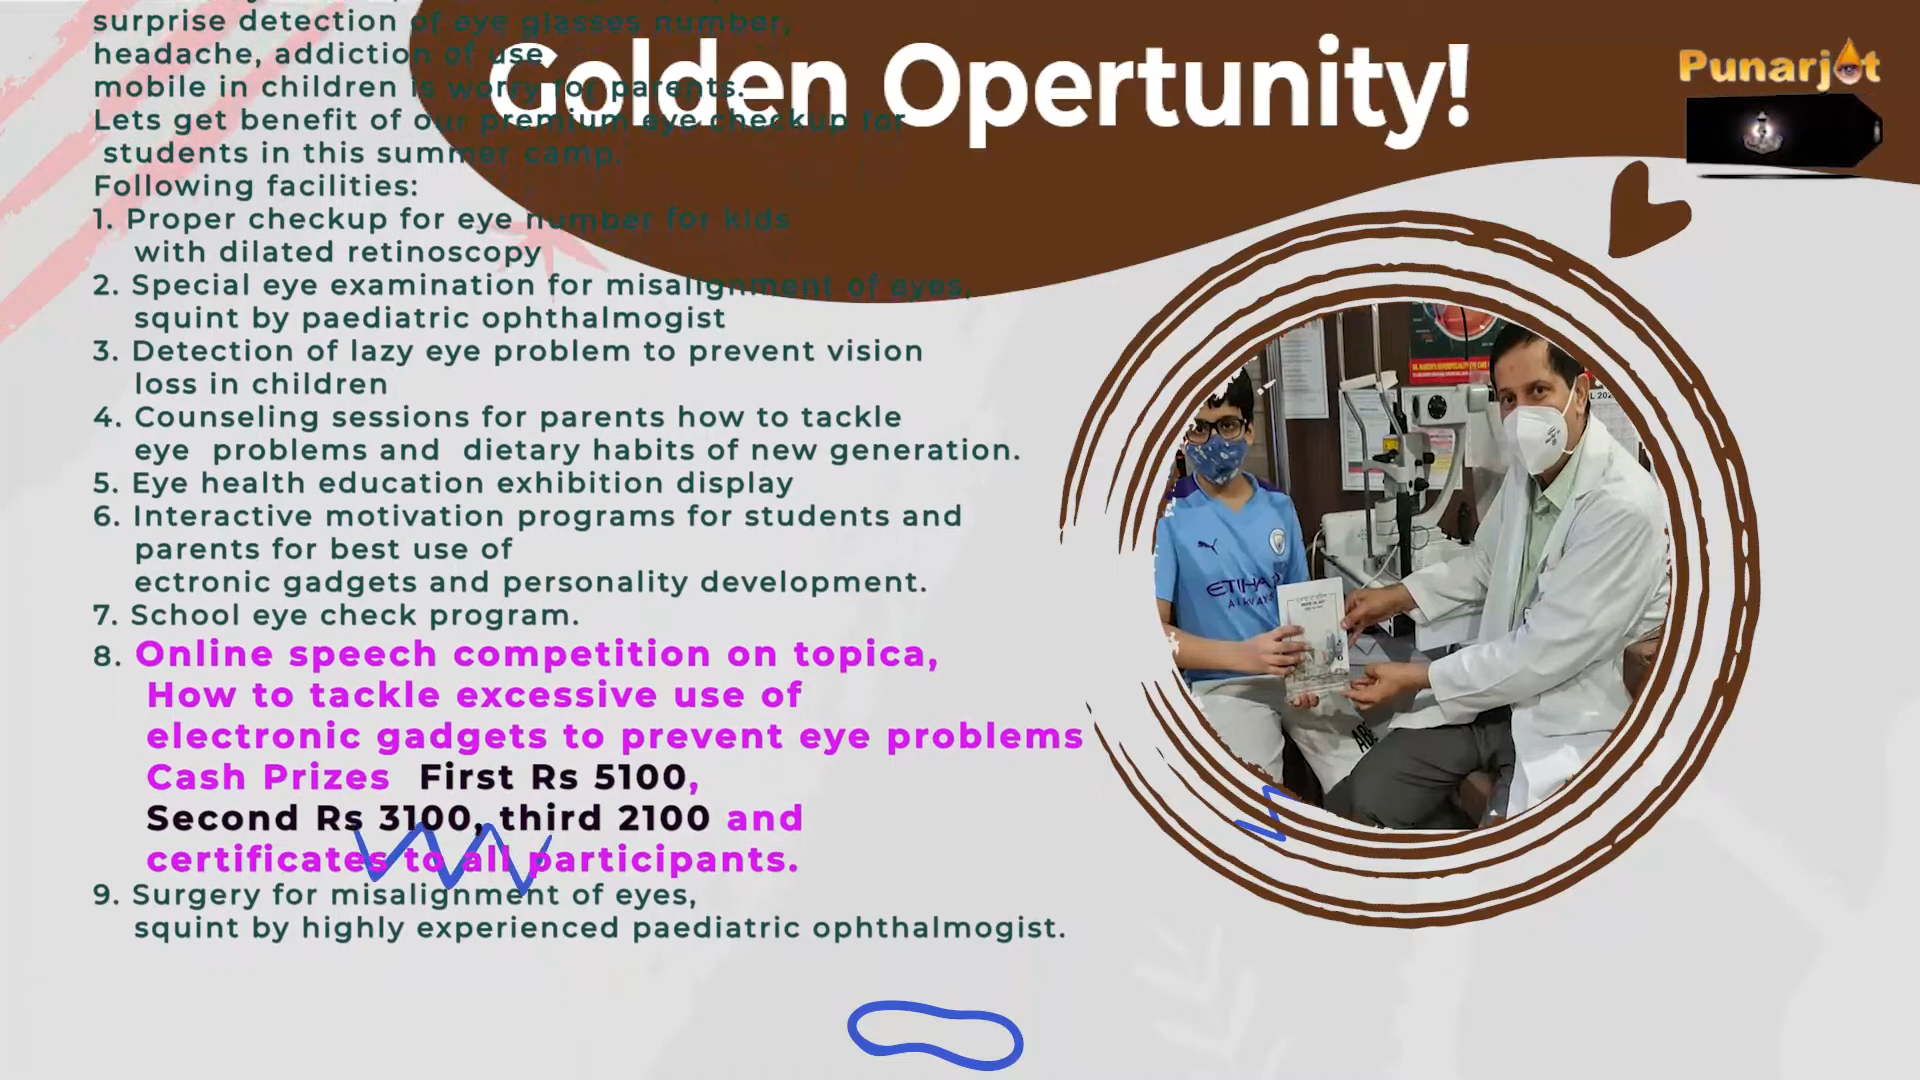 surprise detection of eye glasses number,
headache, addiction of use
mobile in children is worry for parents.
Lets get benefit of our premium eye checkup for
students in this summer camp.
Following facilities:
1. Proper checkup for eye number for kids
with dilated retinoscopy
2. Special eye examination for misalignment of eyes,
squint by paediatric ophthalmogist
3. Detection of lazy eye problem to prevent vision
loss in children
4. Counseling sessions for parents how to tackle
eye problems and dietary habits of new generation.
5. Eye health education exhibition display
6. Interactive motivation programs for students and
parents for best use of
ectronic gadgets and personality development.
7. School eye check program.
8. Online speech competition on topica,
How to tackle excessive use of
electronic gadgets to prevent eye problems
Cash Prizes First Rs 5100,
Second Rs 3100, third 2100 and
certificates to all participants.
9. Surgery for misalignment of eyes,
squint by highly experienced paediatric ophthalmogist.
Golden Opertunity!
Punarjot
ETIHAD
AIRWAYS